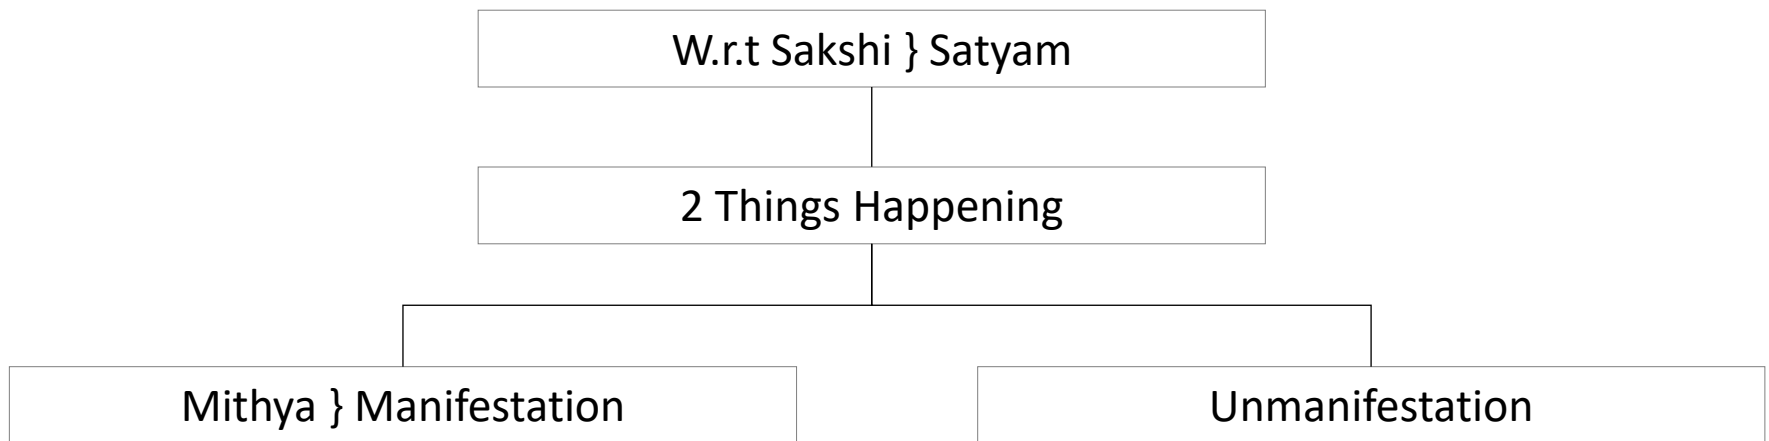 W.r.t Sakshi } Satyam
2 Things Happening
Mithya } Manifestation
Unmanifestation